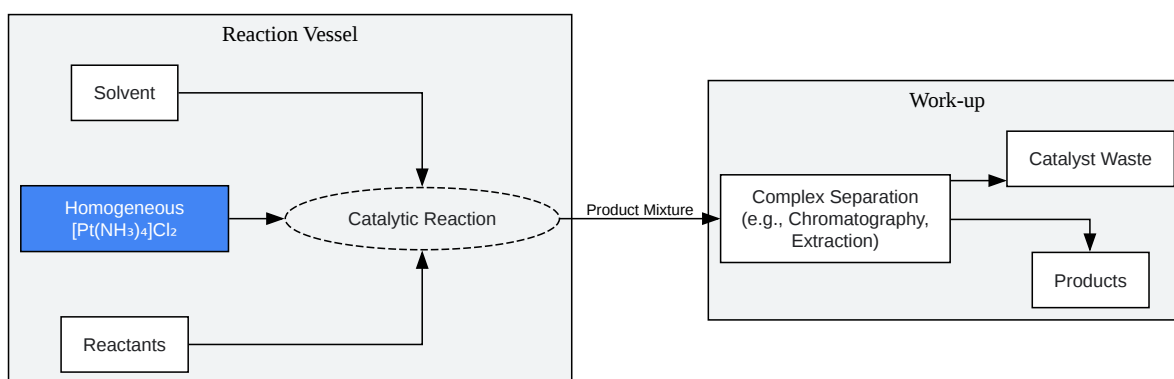 Reaction Vessel
Solvent
Homogeneous
[Pt(NH₃)₄]Cl₂
Catalytic Reaction
Reactants
Product Mixture
Work-up
Complex Separation
(e.g., Chromatography,
Extraction)
Catalyst Waste
Products